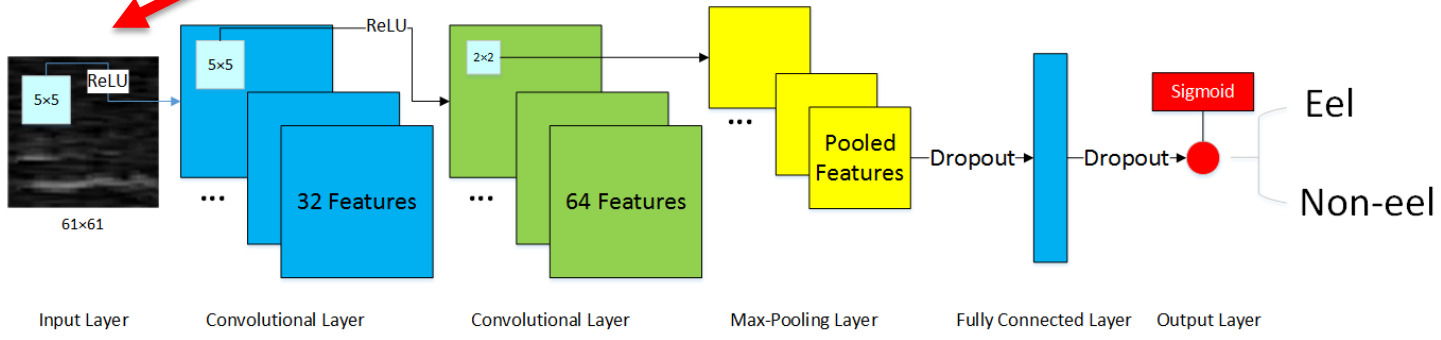 5×5
ReLU
61×61
5×5
ReLU
...
32 Features
2×2
...
64 Features
...
Pooled
Features
Dropout
Dropout
Sigmoid
Eel
Non-eel
Input Layer
Convolutional Layer
Convolutional Layer
Max-Pooling Layer
Fully Connected Layer
Output Layer